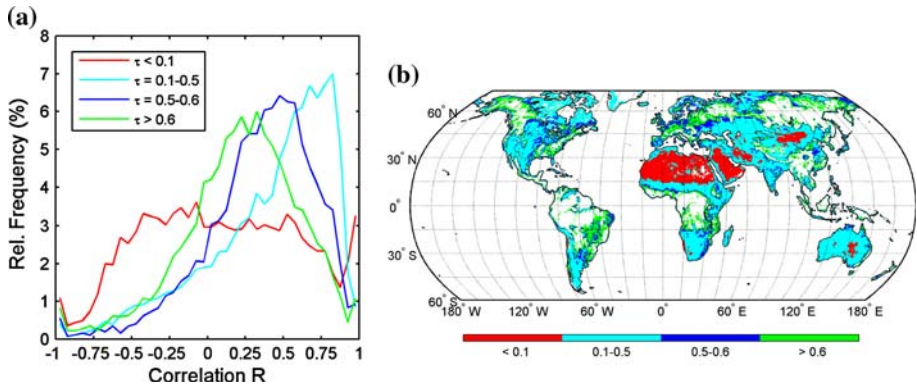 (a)
8
7
6
5
4
3
2
1
0
Rel. Frequency (%)
τ < 0.1
τ = 0.1-0.5
τ = 0.5-0.6
τ > 0.6
-1 -0.75 -0.5 -0.25 0 0.25 0.5 0.75 1
Correlation R
(b)
60° N
30° N
0°
30° S
60° S
180° W 120° W 60° W 0° 60° E 120° E 180° E
< 0.1 0.1-0.5 0.5-0.6 > 0.6